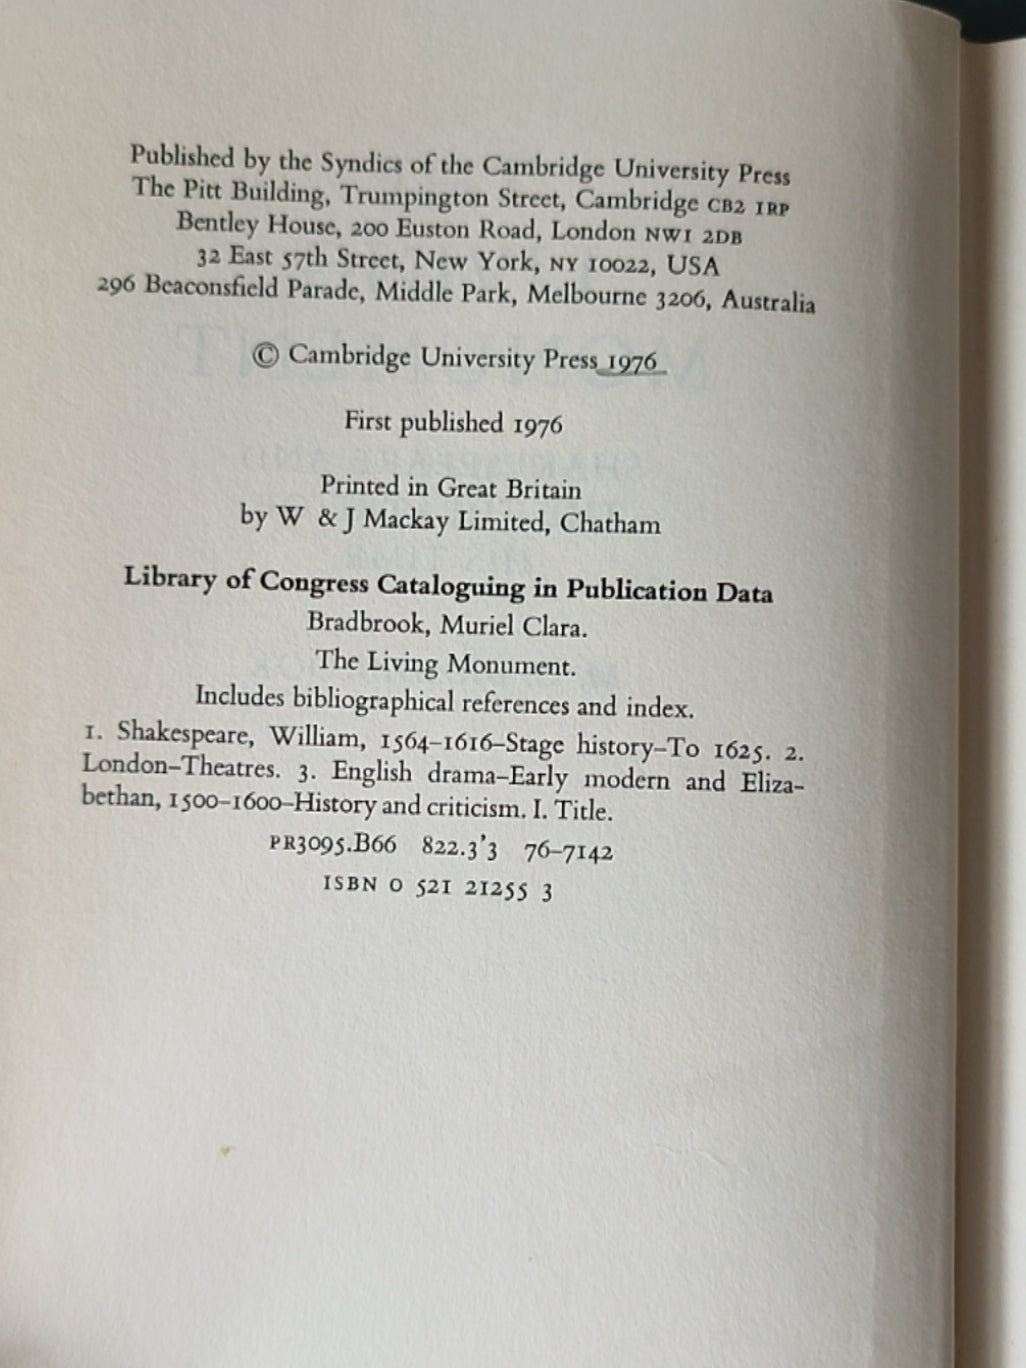 Published by the Syndics of the Cambridge University Press
The Pitt Building, Trumpington Street, Cambridge CB2 1RP
Bentley House, 200 Euston Road, London NW1 2DB
32 East 57th Street, New York, NY 10022, USA
296 Beaconsfield Parade, Middle Park, Melbourne 3206, Australia
© Cambridge University Press 1976
First published 1976
Printed in Great Britain
by W & J Mackay Limited, Chatham
Library of Congress Cataloguing in Publication Data
Bradbrook, Muriel Clara.
The Living Monument.
Includes bibliographical references and index.
1. Shakespeare, William, 1564–1616–Stage history–To 1625. 2.
London–Theatres. 3. English drama–Early modern and Eliza-
bethan, 1500–1600–History and criticism. I. Title.
PR3095.B66 822.3'3 76–7142
ISBN 0 521 21255 3